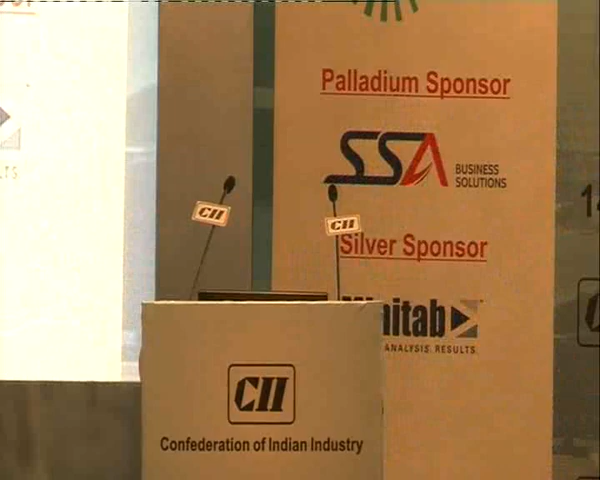 Palladium Sponsor
SSA
BUSINESS
SOLUTIONS
CII
CII
Silver Sponsor
ANALYSIS. RESULTS.
CII
Confederation of Indian Industry